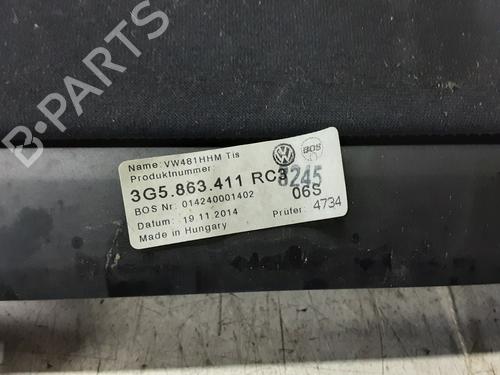 Name: VW481HHM Tis
Produktnummer:
3G5.863.411 RC3
8245
06S
BOS Nr.: 014240001402
Datum: 19.11.2014
Prüfer: 4734
Made in Hungary
BOS
B-PARTS